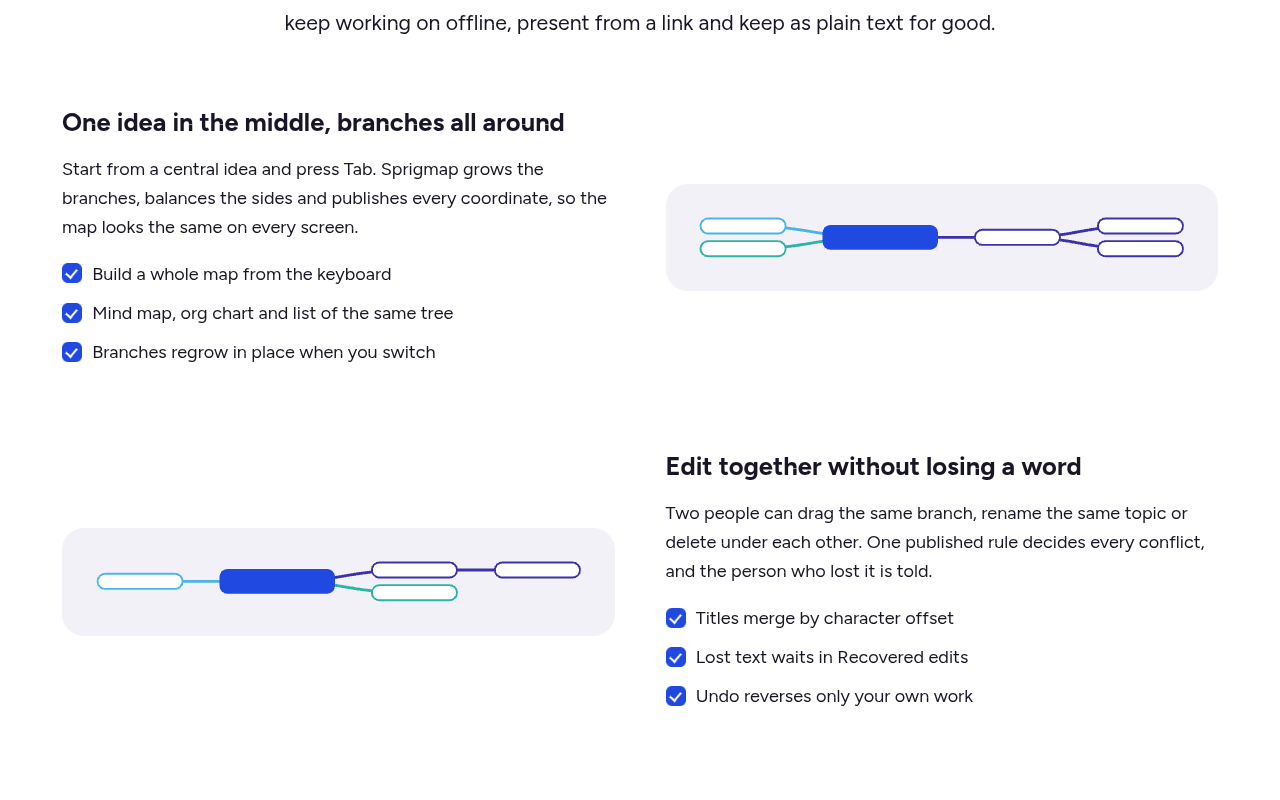 keep working on offline, present from a link and keep as plain text for good.
One idea in the middle, branches all around
Start from a central idea and press Tab. Sprigmap grows the
branches, balances the sides and publishes every coordinate, so the
map looks the same on every screen.
Build a whole map from the keyboard
Mind map, org chart and list of the same tree
Branches regrow in place when you switch
Edit together without losing a word
Two people can drag the same branch, rename the same topic or
delete under each other. One published rule decides every conflict,
and the person who lost it is told.
Titles merge by character offset
Lost text waits in Recovered edits
Undo reverses only your own work